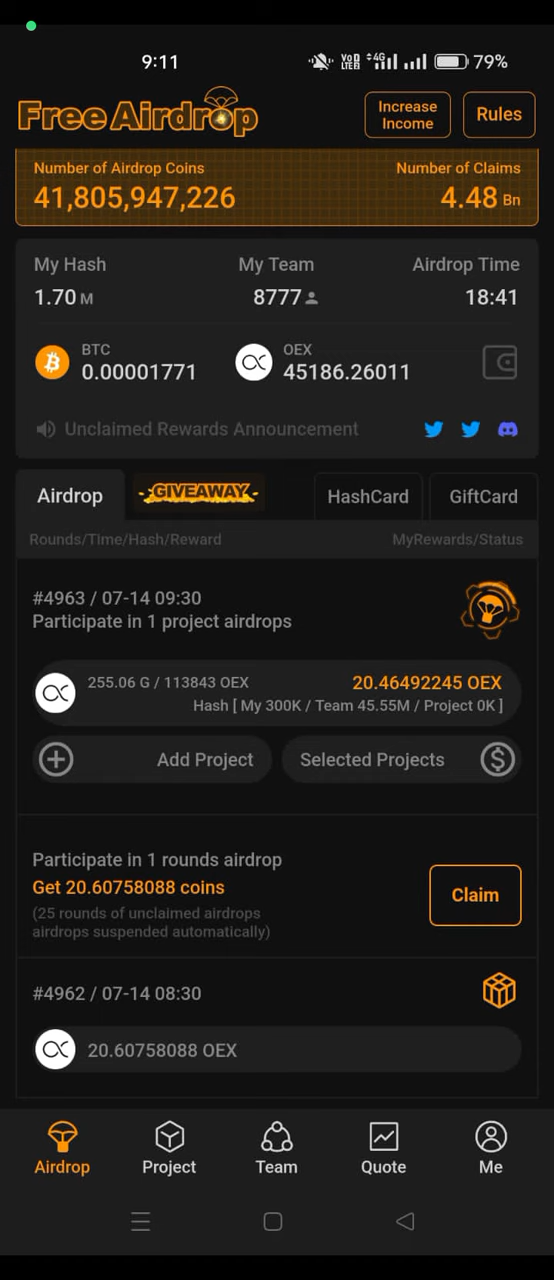 9:11
VoD LTE 4G 79%
Free Airdrop
Increase Income
Rules
Number of Airdrop Coins Number of Claims
41,805,947,226 4.48 Bn
My Hash My Team Airdrop Time
1.70 M 8777 18:41
BTC OEX
0.00001771 45186.26011
Unclaimed Rewards Announcement
Airdrop GIVEAWAY HashCard GiftCard
Rounds/Time/Hash/Reward MyRewards/Status
#4963 / 07-14 09:30
Participate in 1 project airdrops
255.06 G / 113843 OEX 20.46492245 OEX
Hash [ My 300K / Team 45.55M / Project 0K ]
Add Project Selected Projects
Participate in 1 rounds airdrop
Get 20.60758088 coins
Claim
(25 rounds of unclaimed airdrops
airdrops suspended automatically)
#4962 / 07-14 08:30
20.60758088 OEX
Airdrop Project Team Quote Me